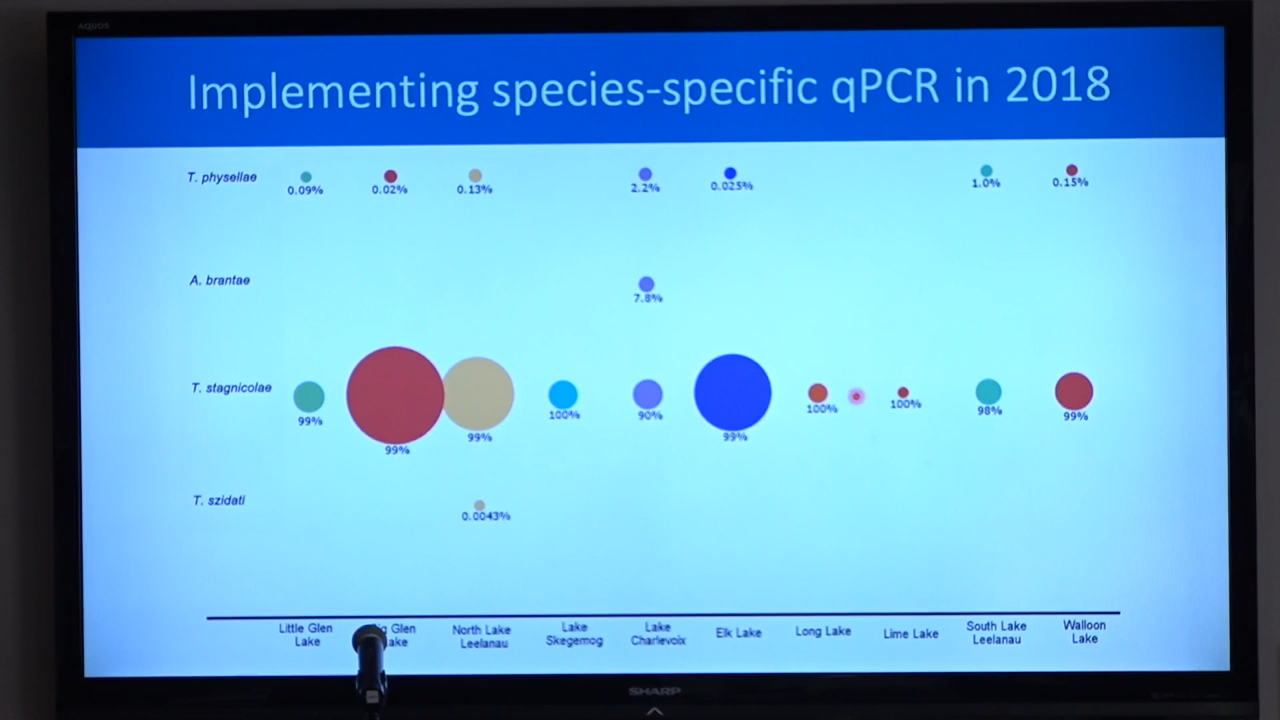 AQUOS
Implementing species-specific qPCR in 2018
T. physellae
0.09%
0.02%
0.13%
2.2%
0.025%
1.0%
0.15%
A. brantae
7.8%
T. stagnicolae
99%
99%
99%
100%
90%
99%
100%
100%
98%
99%
T. szidati
0.0043%
Little Glen
Lake
Glen
North Lake
Leelanau
Lake
Skegemog
Lake
Charlevoix
Elk Lake
Long Lake
Lime Lake
South Lake
Leelanau
Walloon
Lake
SHARP